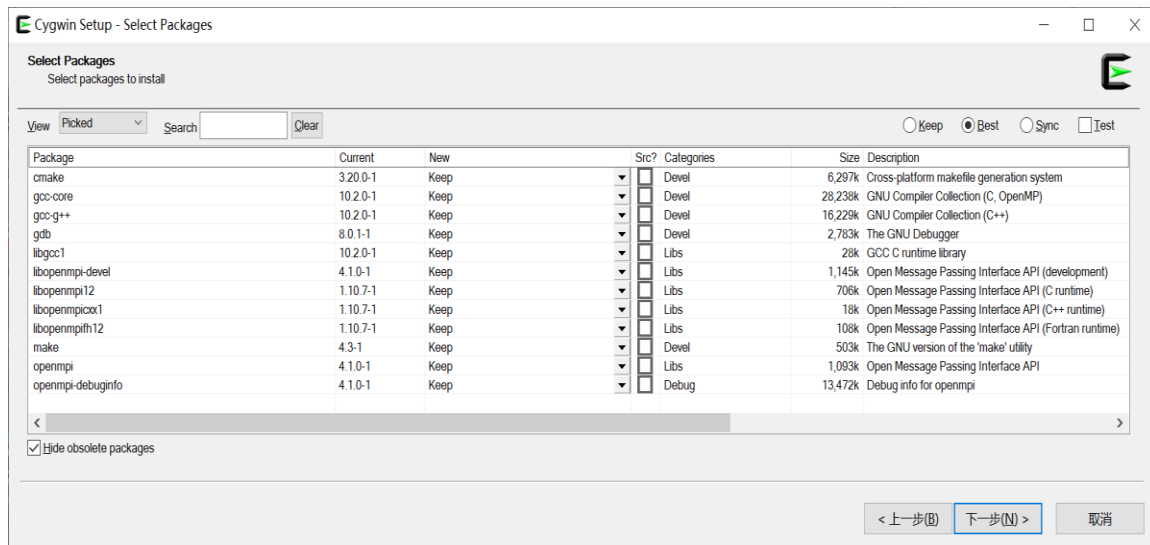 Cygwin Setup - Select Packages
Select Packages
Select packages to install
View Picked Search Clear Keep Best Sync Test
Package Current New Src? Categories Size Description
cmake 3.20.0-1 Keep Devel 6,297k Cross-platform makefile generation system
gcc-core 10.2.0-1 Keep Devel 28,238k GNU Compiler Collection (C, OpenMP)
gcc-g++ 10.2.0-1 Keep Devel 16,229k GNU Compiler Collection (C++)
gdb 8.0.1-1 Keep Devel 2,783k The GNU Debugger
libgcc1 10.2.0-1 Keep Libs 28k GCC C runtime library
libopenmpi-devel 4.1.0-1 Keep Libs 1,145k Open Message Passing Interface API (development)
libopenmpi12 1.10.7-1 Keep Libs 706k Open Message Passing Interface API (C runtime)
libopenmpicxx1 1.10.7-1 Keep Libs 18k Open Message Passing Interface API (C++ runtime)
libopenmpifh12 1.10.7-1 Keep Libs 108k Open Message Passing Interface API (Fortran runtime)
make 4.3-1 Keep Devel 503k The GNU version of the 'make' utility
openmpi 4.1.0-1 Keep Libs 1,093k Open Message Passing Interface API
openmpi-debuginfo 4.1.0-1 Keep Debug 13,472k Debug info for openmpi
Hide obsolete packages
< 上一步(B) 下一步(N) > 取消